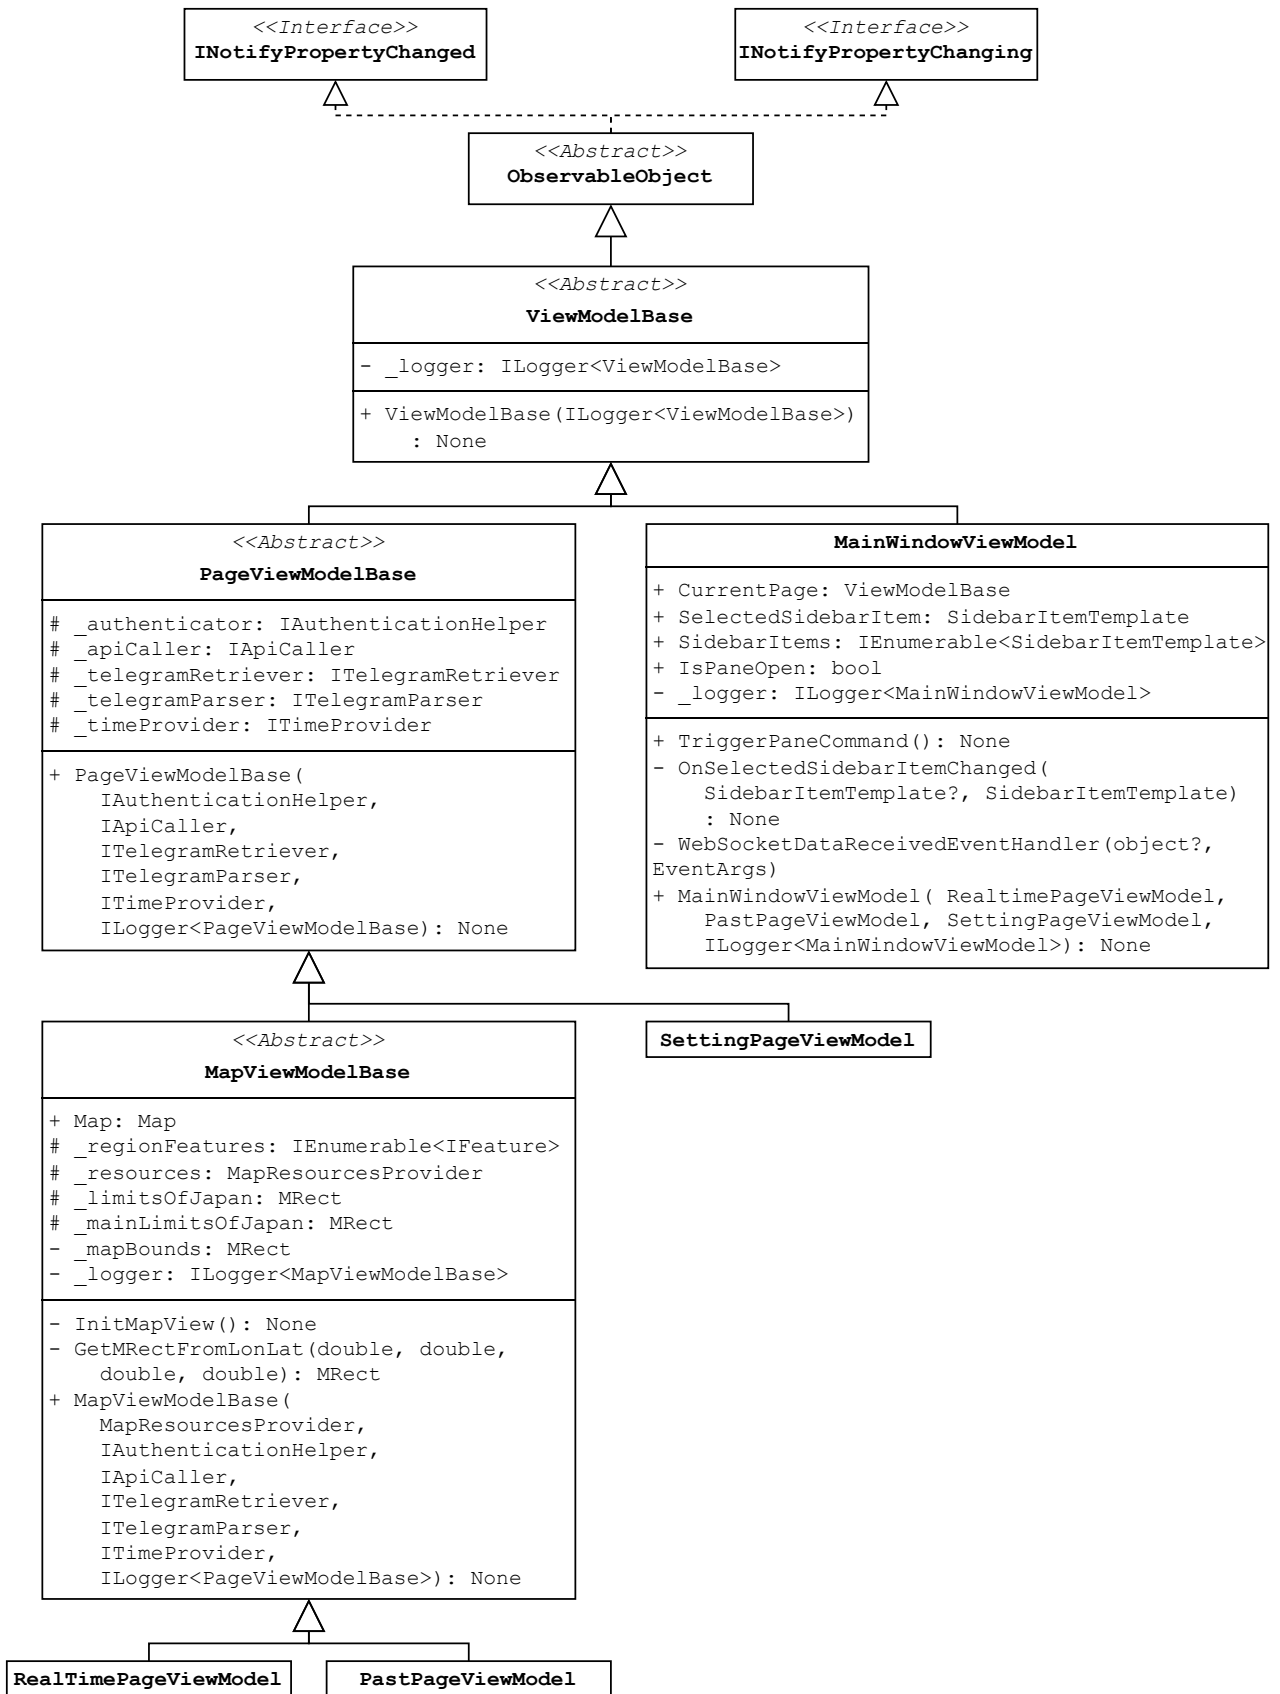 <<Interface>>
INotifyPropertyChanged
<<Interface>>
INotifyPropertyChanging
<<Abstract>>
ObservableObject
<<Abstract>>
ViewModelBase
- _logger: ILogger<ViewModelBase>
+ ViewModelBase(ILogger<ViewModelBase>)
: None
<<Abstract>>
PageViewModelBase
# _authenticator: IAuthenticationHelper
# _apiCaller: IApiCaller
# _telegramRetriever: ITelegramRetriever
# _telegramParser: ITelegramParser
# _timeProvider: ITimeProvider
+ PageViewModelBase(
IAuthenticationHelper,
IApiCaller,
ITelegramRetriever,
ITelegramParser,
ITimeProvider,
ILogger<PageViewModelBase): None
MainWindowViewModel
+ CurrentPage: ViewModelBase
+ SelectedSidebarItem: SidebarItemTemplate
+ SidebarItems: IEnumerable<SidebarItemTemplate>
+ IsPaneOpen: bool
- _logger: ILogger<MainWindowViewModel>
+ TriggerPaneCommand(): None
- OnSelectedSidebarItemChanged(
SidebarItemTemplate?, SidebarItemTemplate)
: None
- WebSocketDataReceivedEventHandler(object?,
EventArgs)
+ MainWindowViewModel( RealtimePageViewModel,
PastPageViewModel, SettingPageViewModel,
ILogger<MainWindowViewModel>): None
<<Abstract>>
MapViewModelBase
+ Map: Map
# _regionFeatures: IEnumerable<IFeature>
# _resources: MapResourcesProvider
# _limitsOfJapan: MRect
# _mainLimitsOfJapan: MRect
- _mapBounds: MRect
- _logger: ILogger<MapViewModelBase>
- InitMapView(): None
- GetMRectFromLonLat(double, double,
double, double): MRect
+ MapViewModelBase(
MapResourcesProvider,
IAuthenticationHelper,
IApiCaller,
ITelegramRetriever,
ITelegramParser,
ITimeProvider,
ILogger<PageViewModelBase>): None
SettingPageViewModel
RealTimePageViewModel
PastPageViewModel